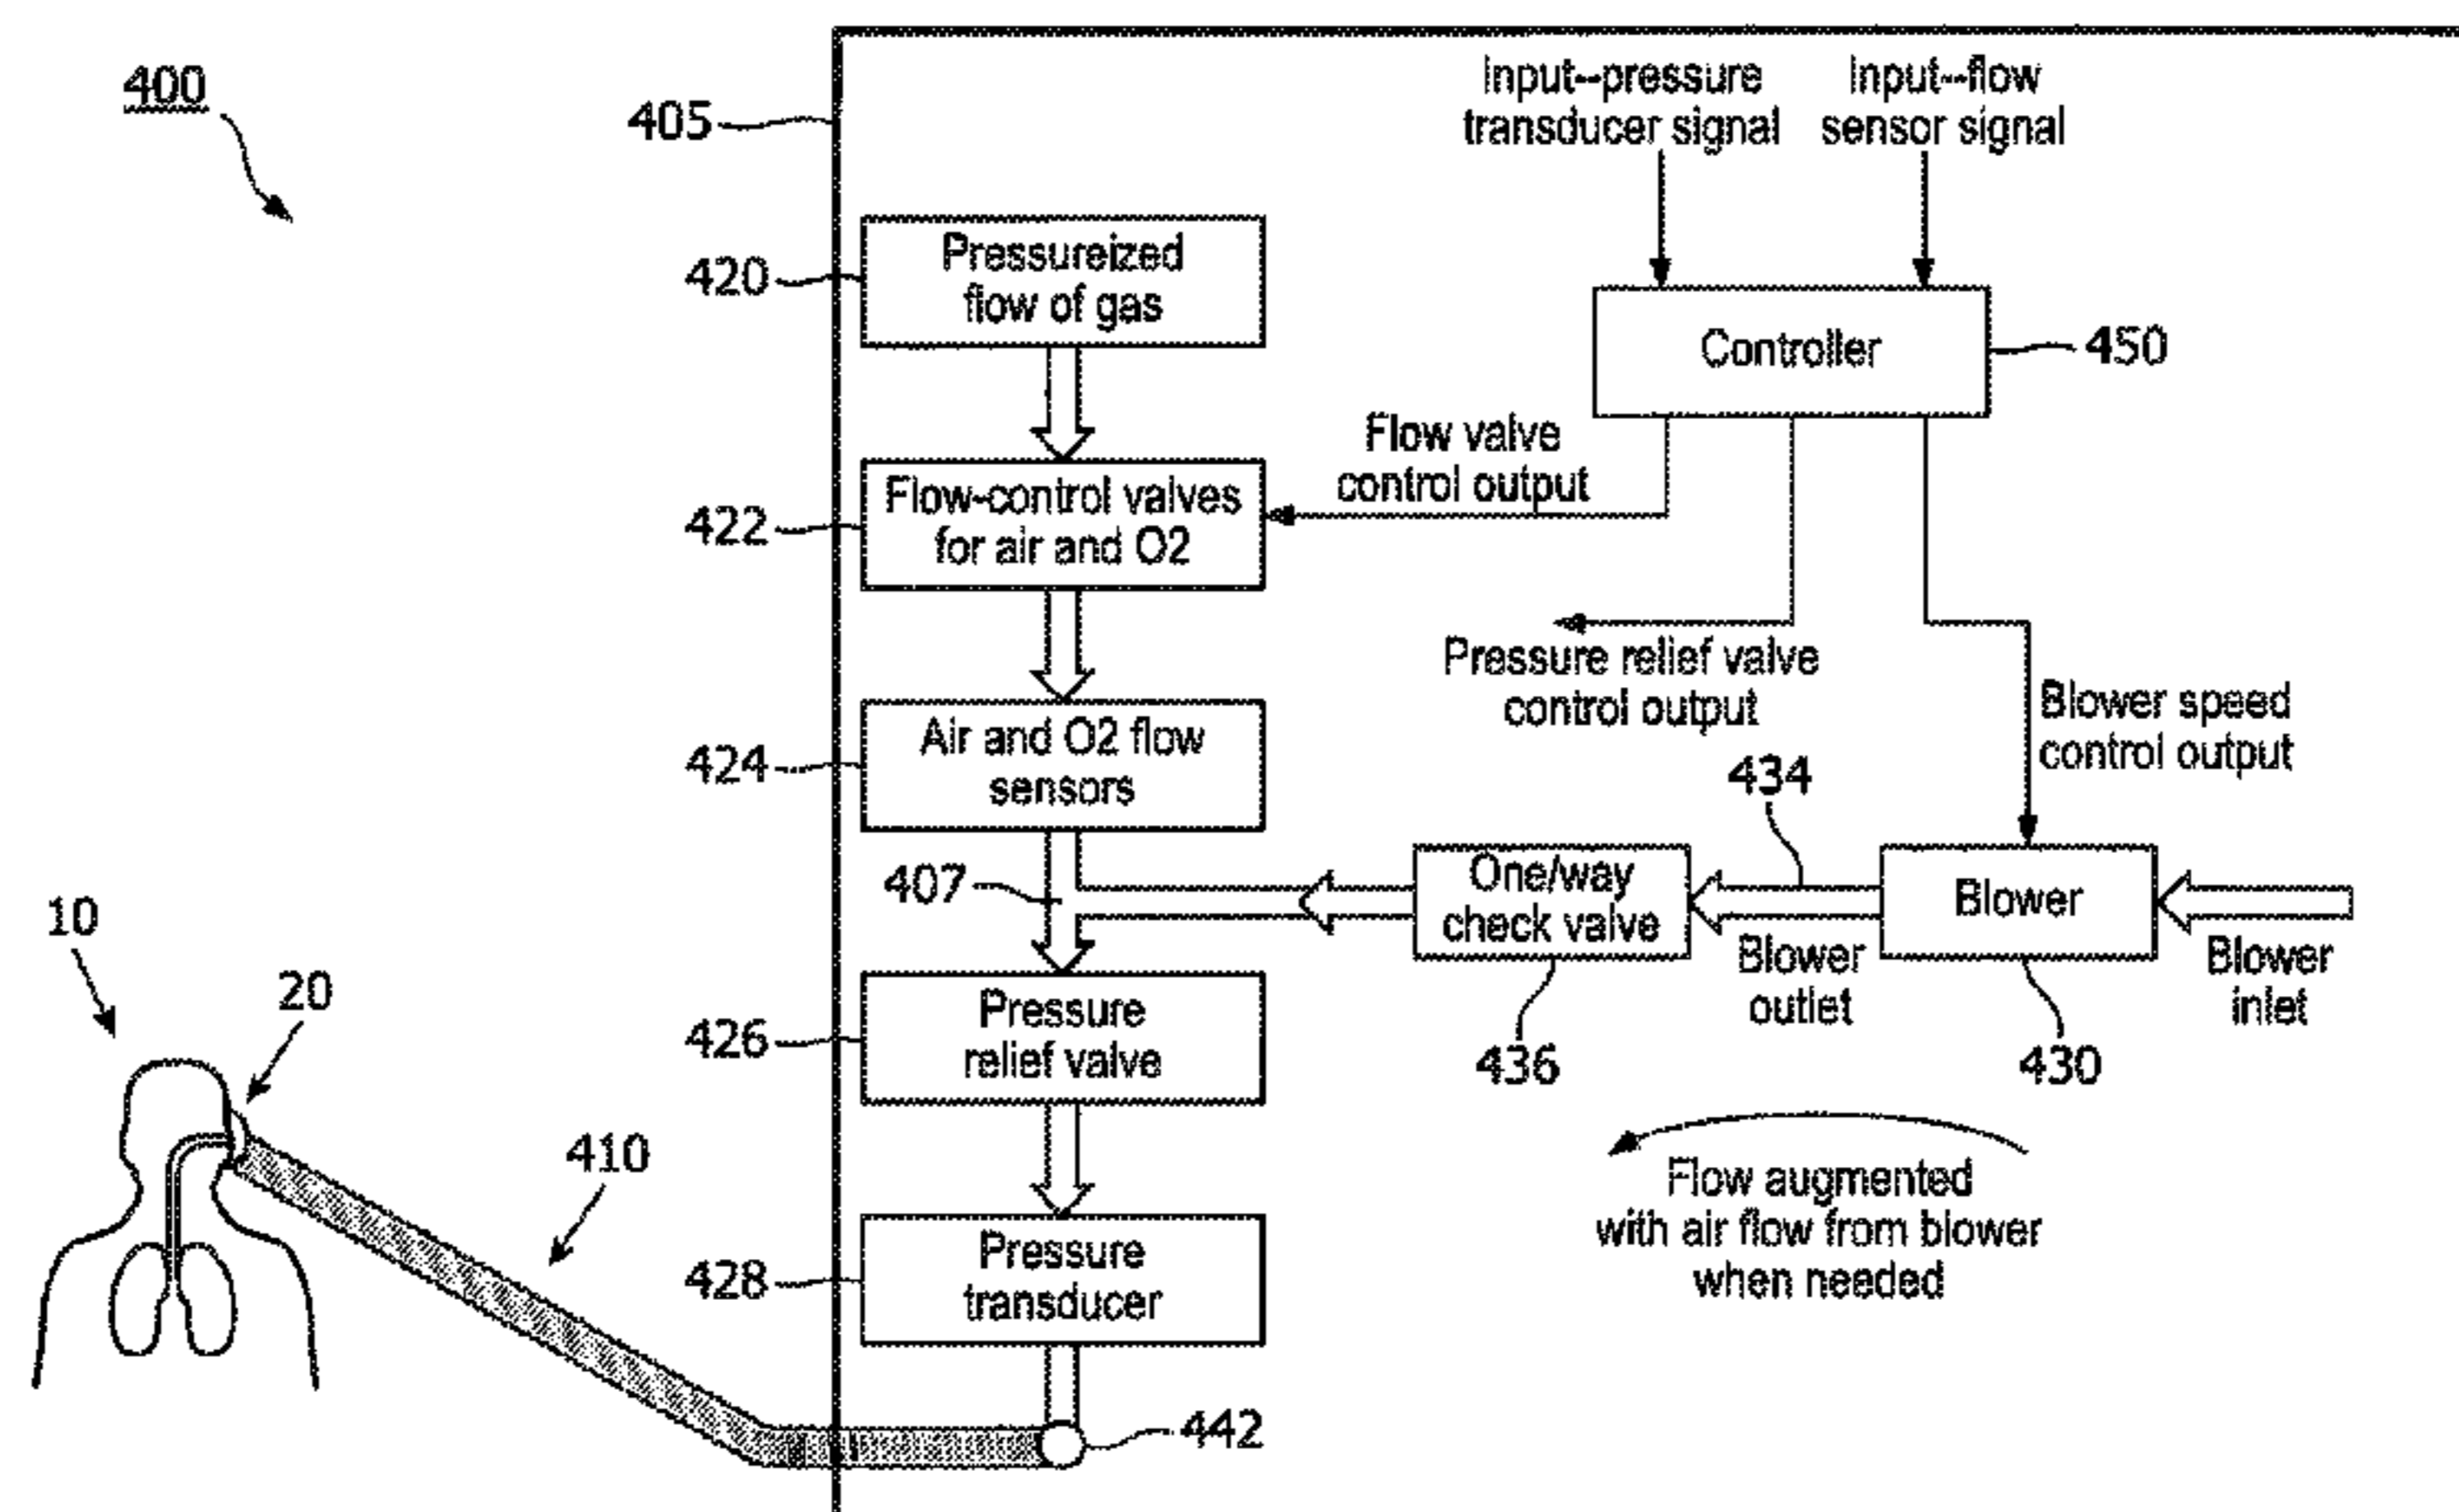 400
405
Input--pressure
transducer signal
Input--flow
sensor signal
420
Pressureized
flow of gas
Controller
450
Flow valve
control output
422
Flow-control valves
for air and O2
Pressure relief valve
control output
Blower speed
control output
424
Air and O2 flow
sensors
434
407
One/way
check valve
Blower
Blower
outlet
Blower
inlet
436
430
10
20
426
Pressure
relief valve
410
Flow augmented
with air flow from blower
when needed
428
Pressure
transducer
442